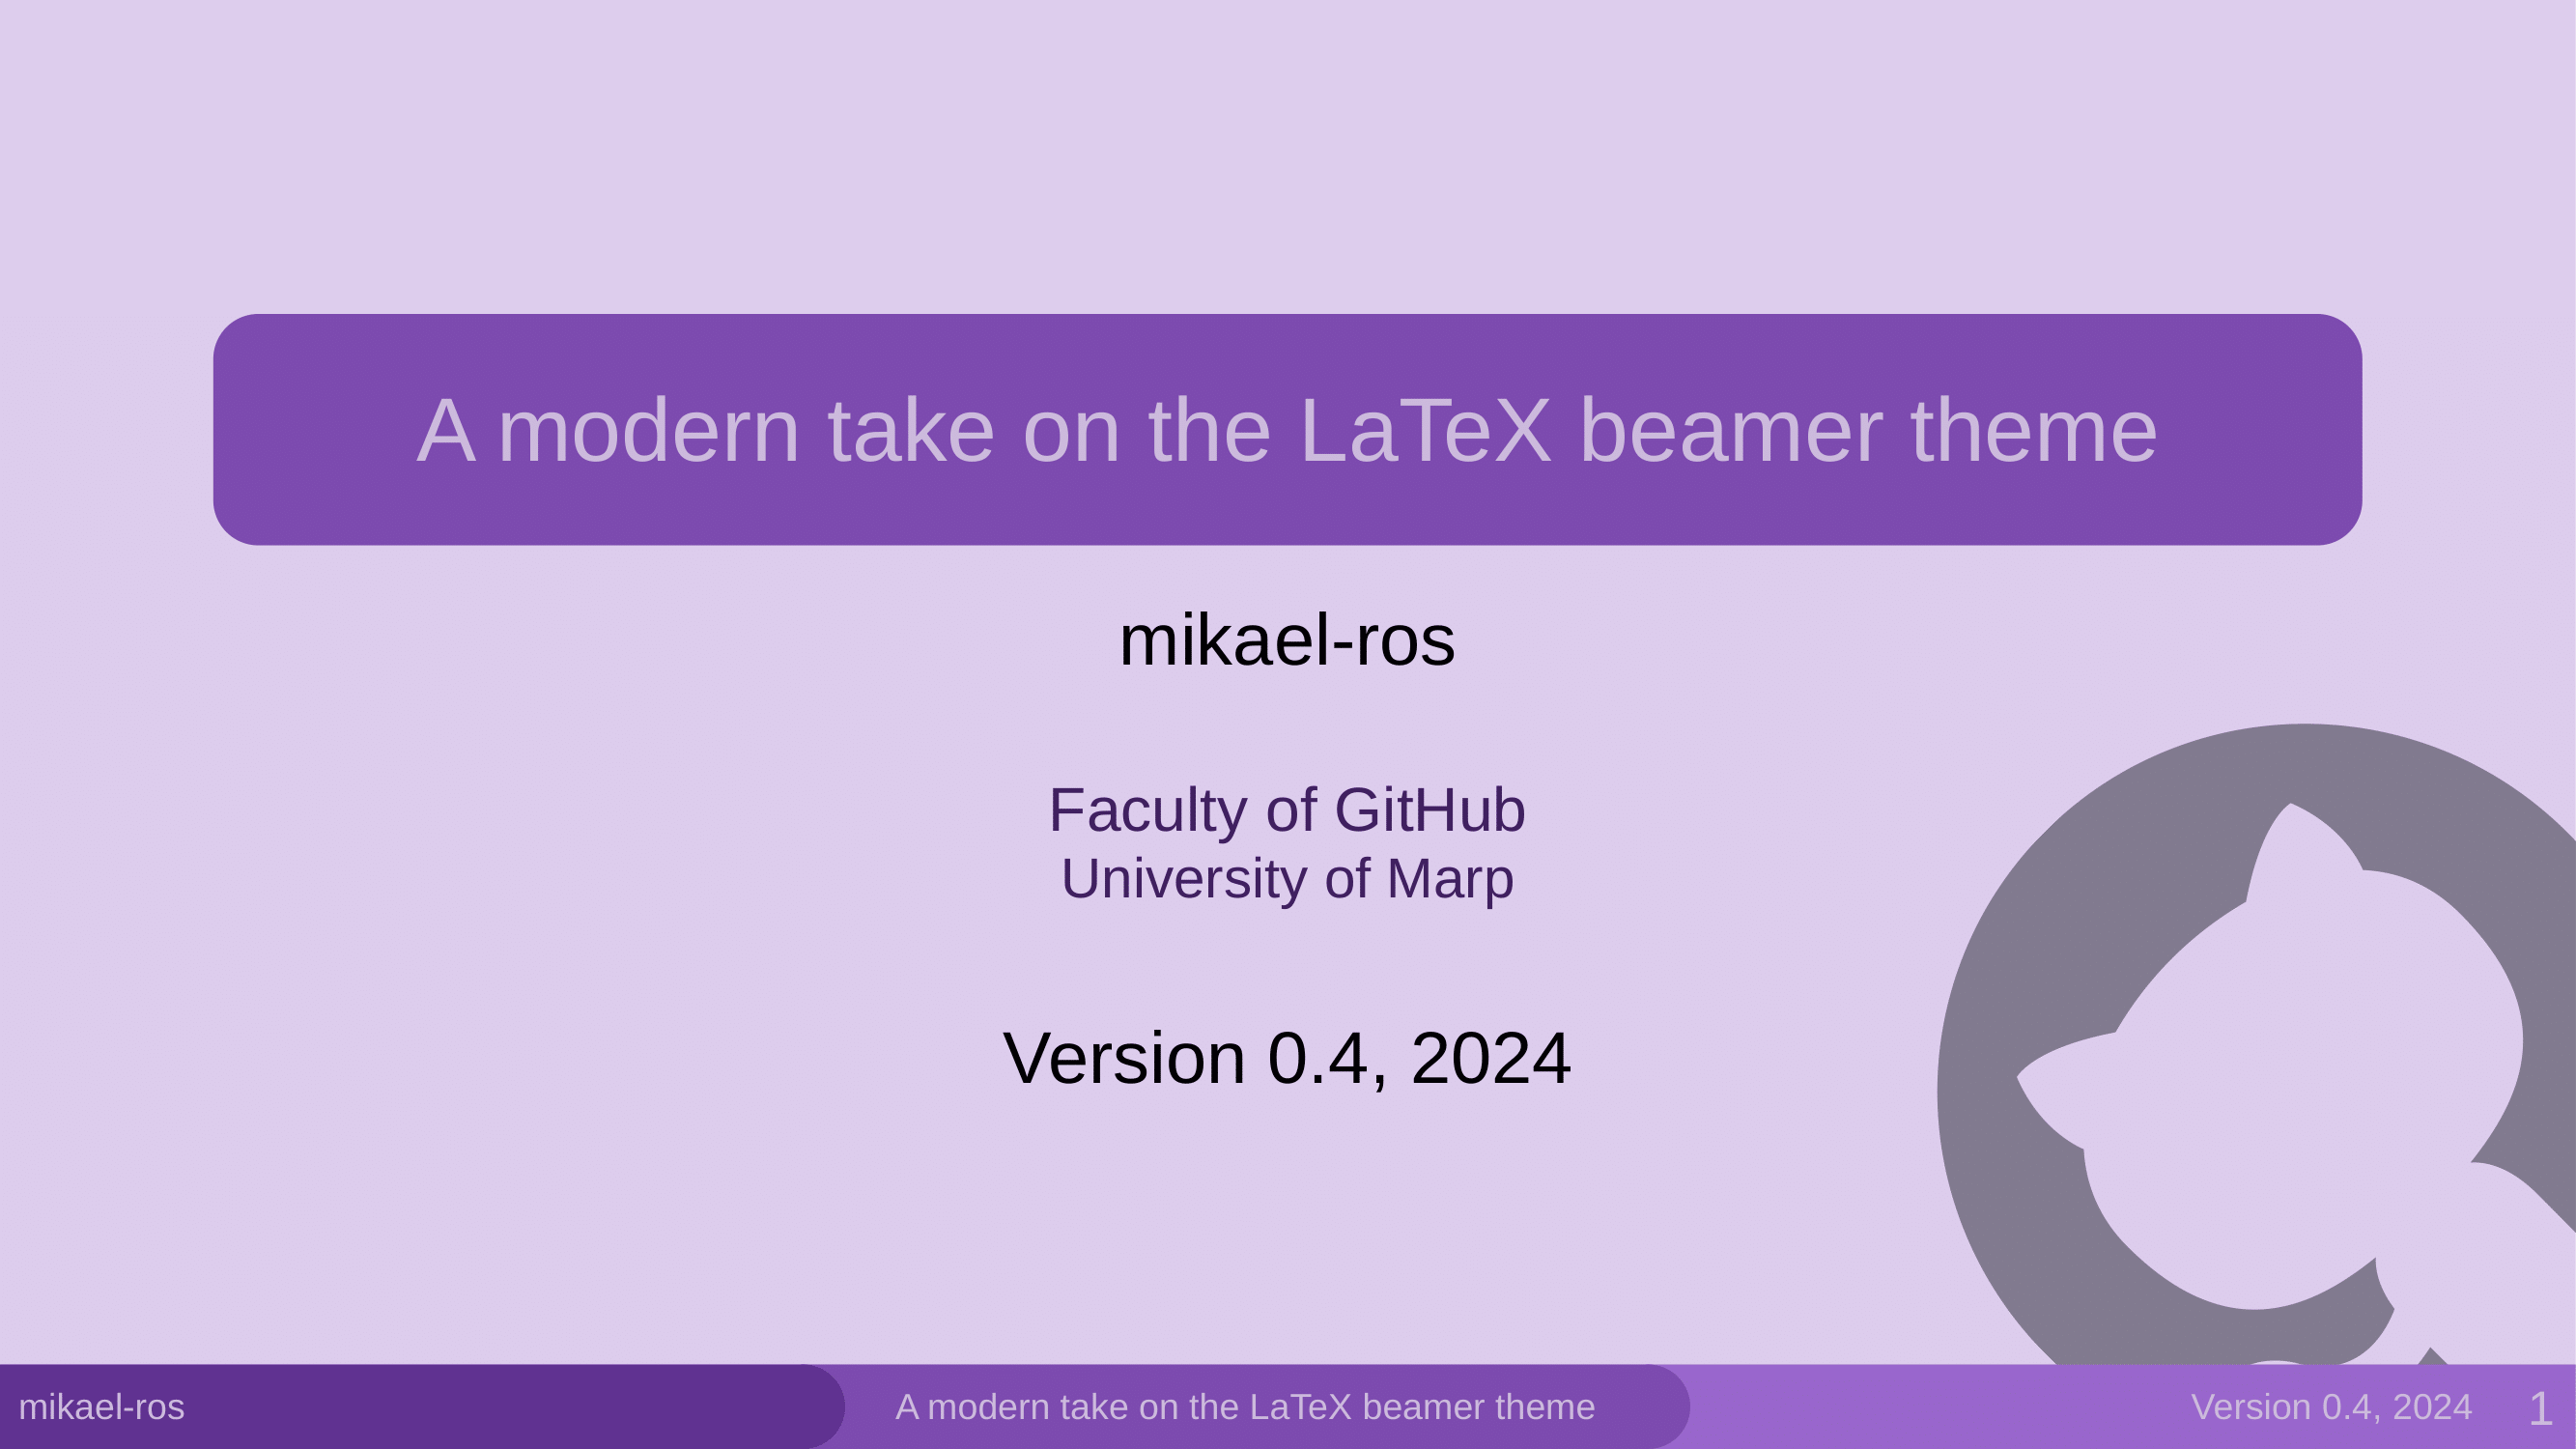 A modern take on the LaTeX beamer theme
mikael-ros
Faculty of GitHub
University of Marp
Version 0.4, 2024
mikael-ros
A modern take on the LaTeX beamer theme
Version 0.4, 2024
1